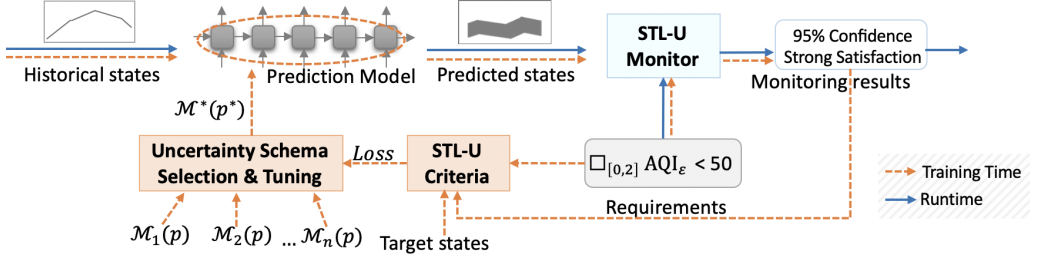 Historical states
Prediction Model
Predicted states
STL-U
Monitor
95% Confidence
Strong Satisfaction
Monitoring results
ℳ*(p*)
Uncertainty Schema
Selection & Tuning
Loss
STL-U
Criteria
□[0,2] AQIε < 50
Requirements
ℳ1(p)
ℳ2(p)
... ℳn(p)
Target states
Training Time
Runtime